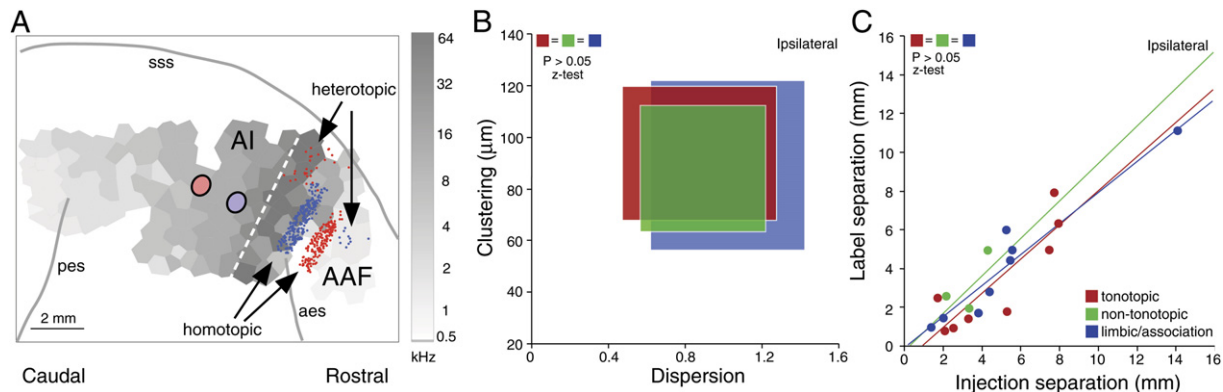 A
sss
heterotopic
AI
AAF
pes
aes
homotopic
2 mm
Caudal
Rostral
64
32
16
8
4
2
1
0.5
kHz
B
= =
P > 0.05
z-test
Ipsilateral
Clustering (µm)
140
120
100
80
60
40
20
0
0.4
0.8
1.2
1.6
Dispersion
C
= =
P > 0.05
z-test
Ipsilateral
Label separation (mm)
16
14
12
10
8
6
4
2
0
tonotopic
non-tonotopic
limbic/association
0 2 4 6 8 10 12 14 16
Injection separation (mm)